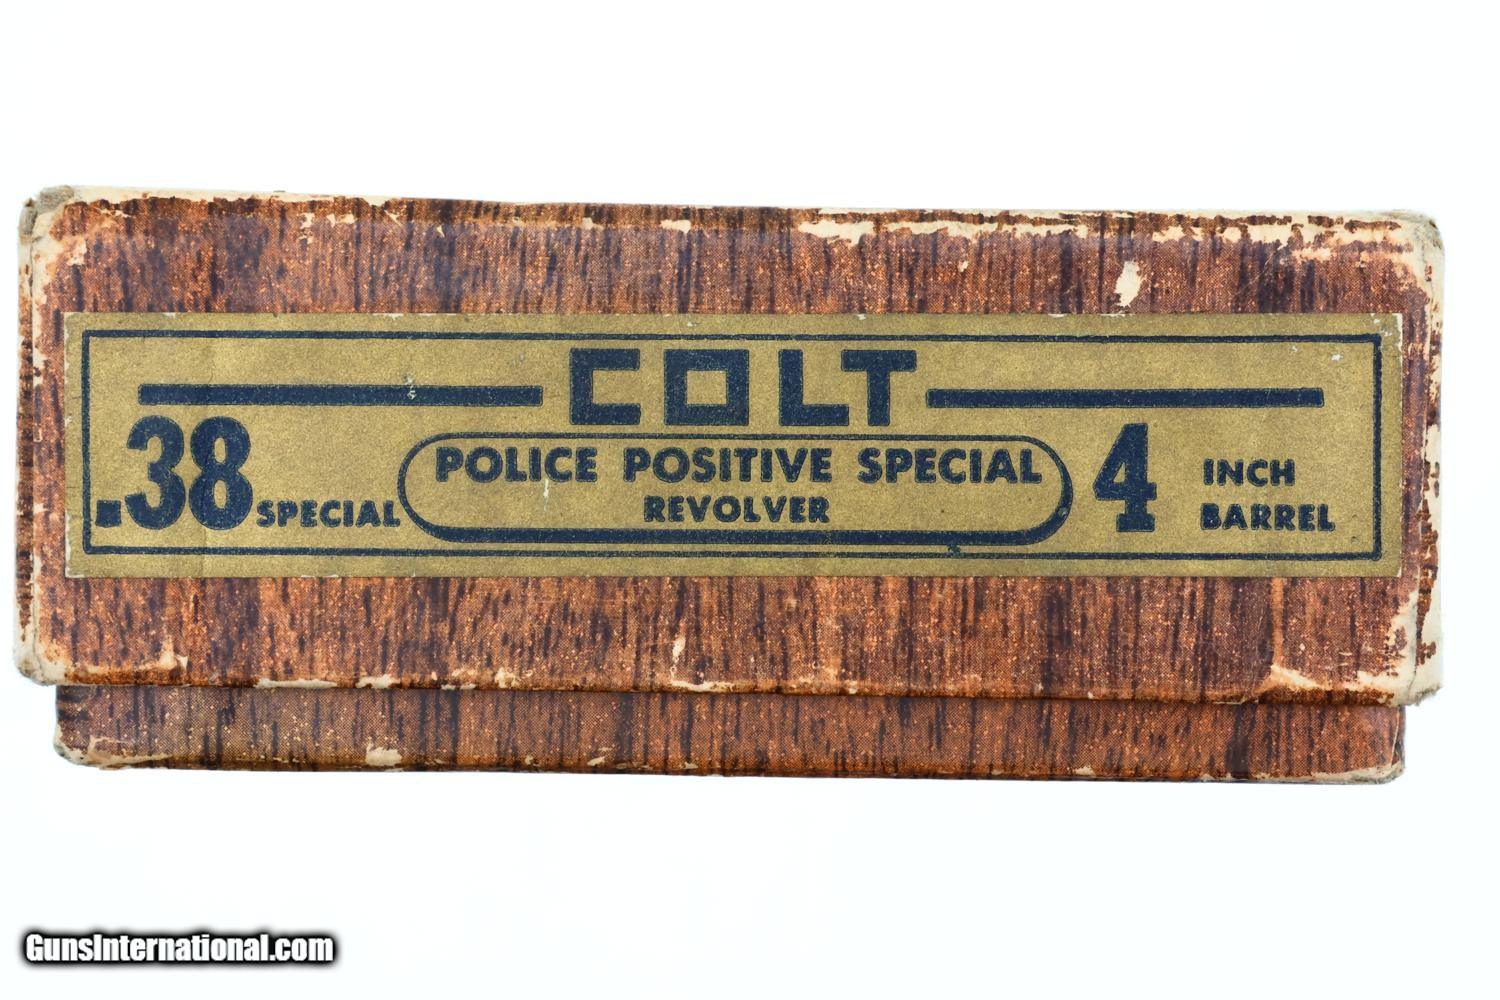 COLT
.38 SPECIAL
POLICE POSITIVE SPECIAL
REVOLVER
4 INCH
BARREL
GunsInternational.com